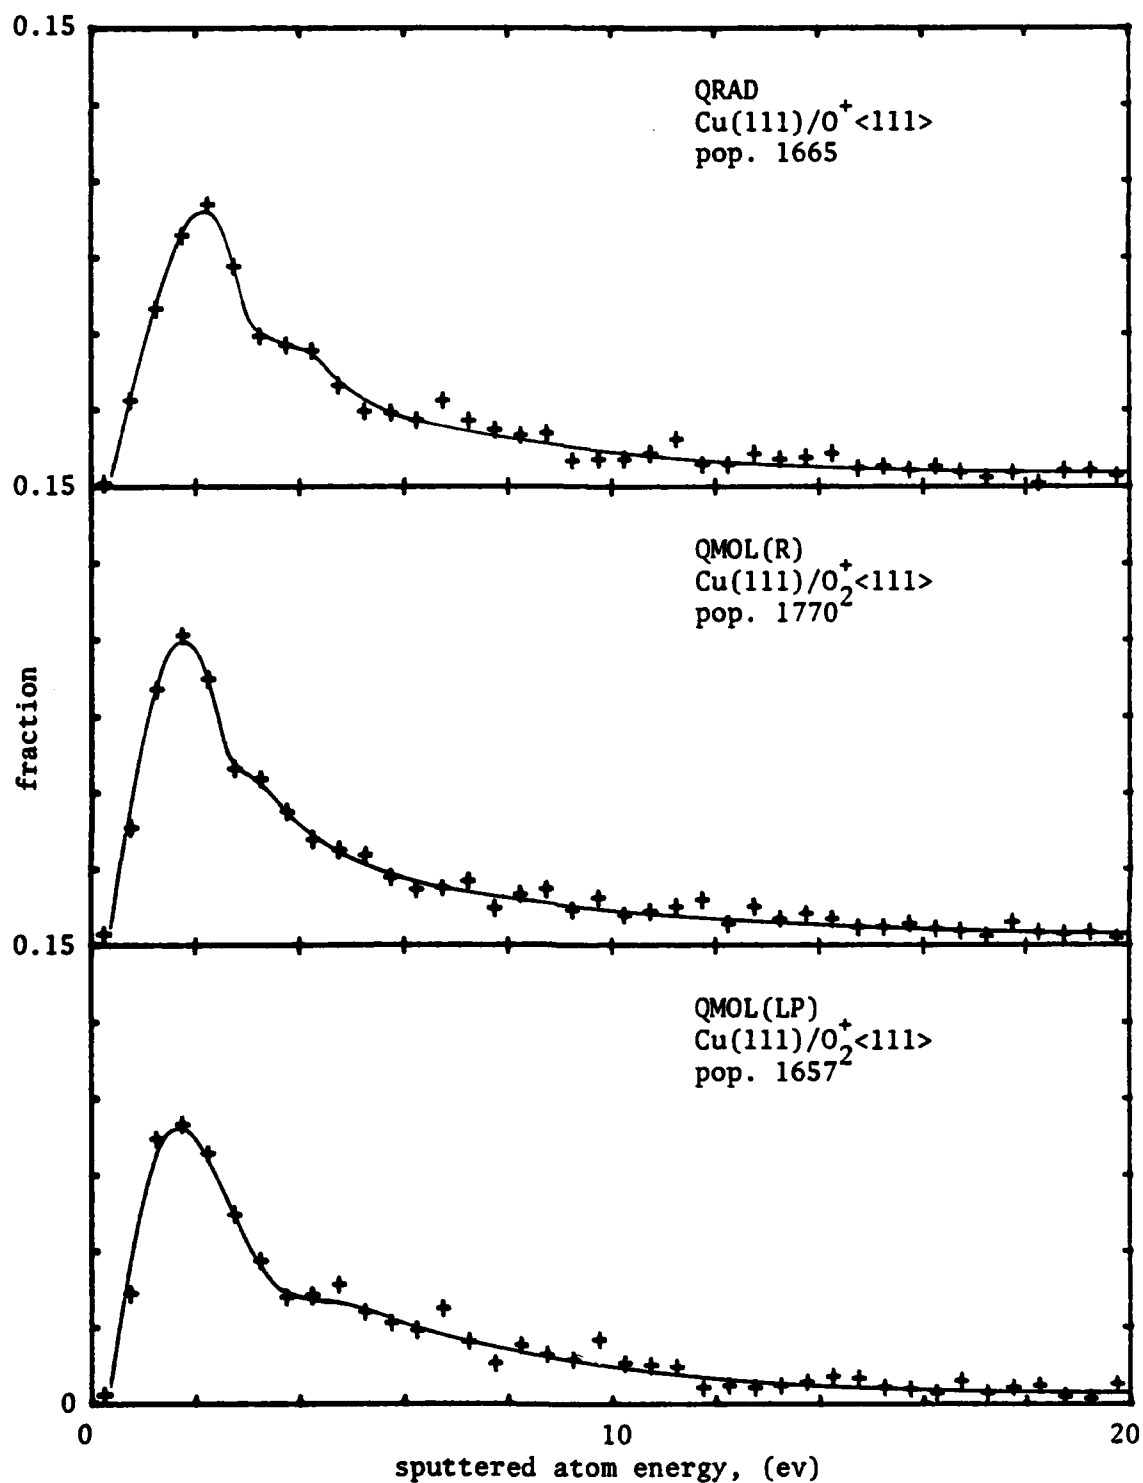 0.15
QRAD
Cu(111)/O⁺<111>
pop. 1665
0.15
QMOL(R)
Cu(111)/O₂⁺<111>
pop. 1770
0.15
fraction
QMOL(LP)
Cu(111)/O₂⁺<111>
pop. 1657
0
0 10 20
sputtered atom energy, (ev)